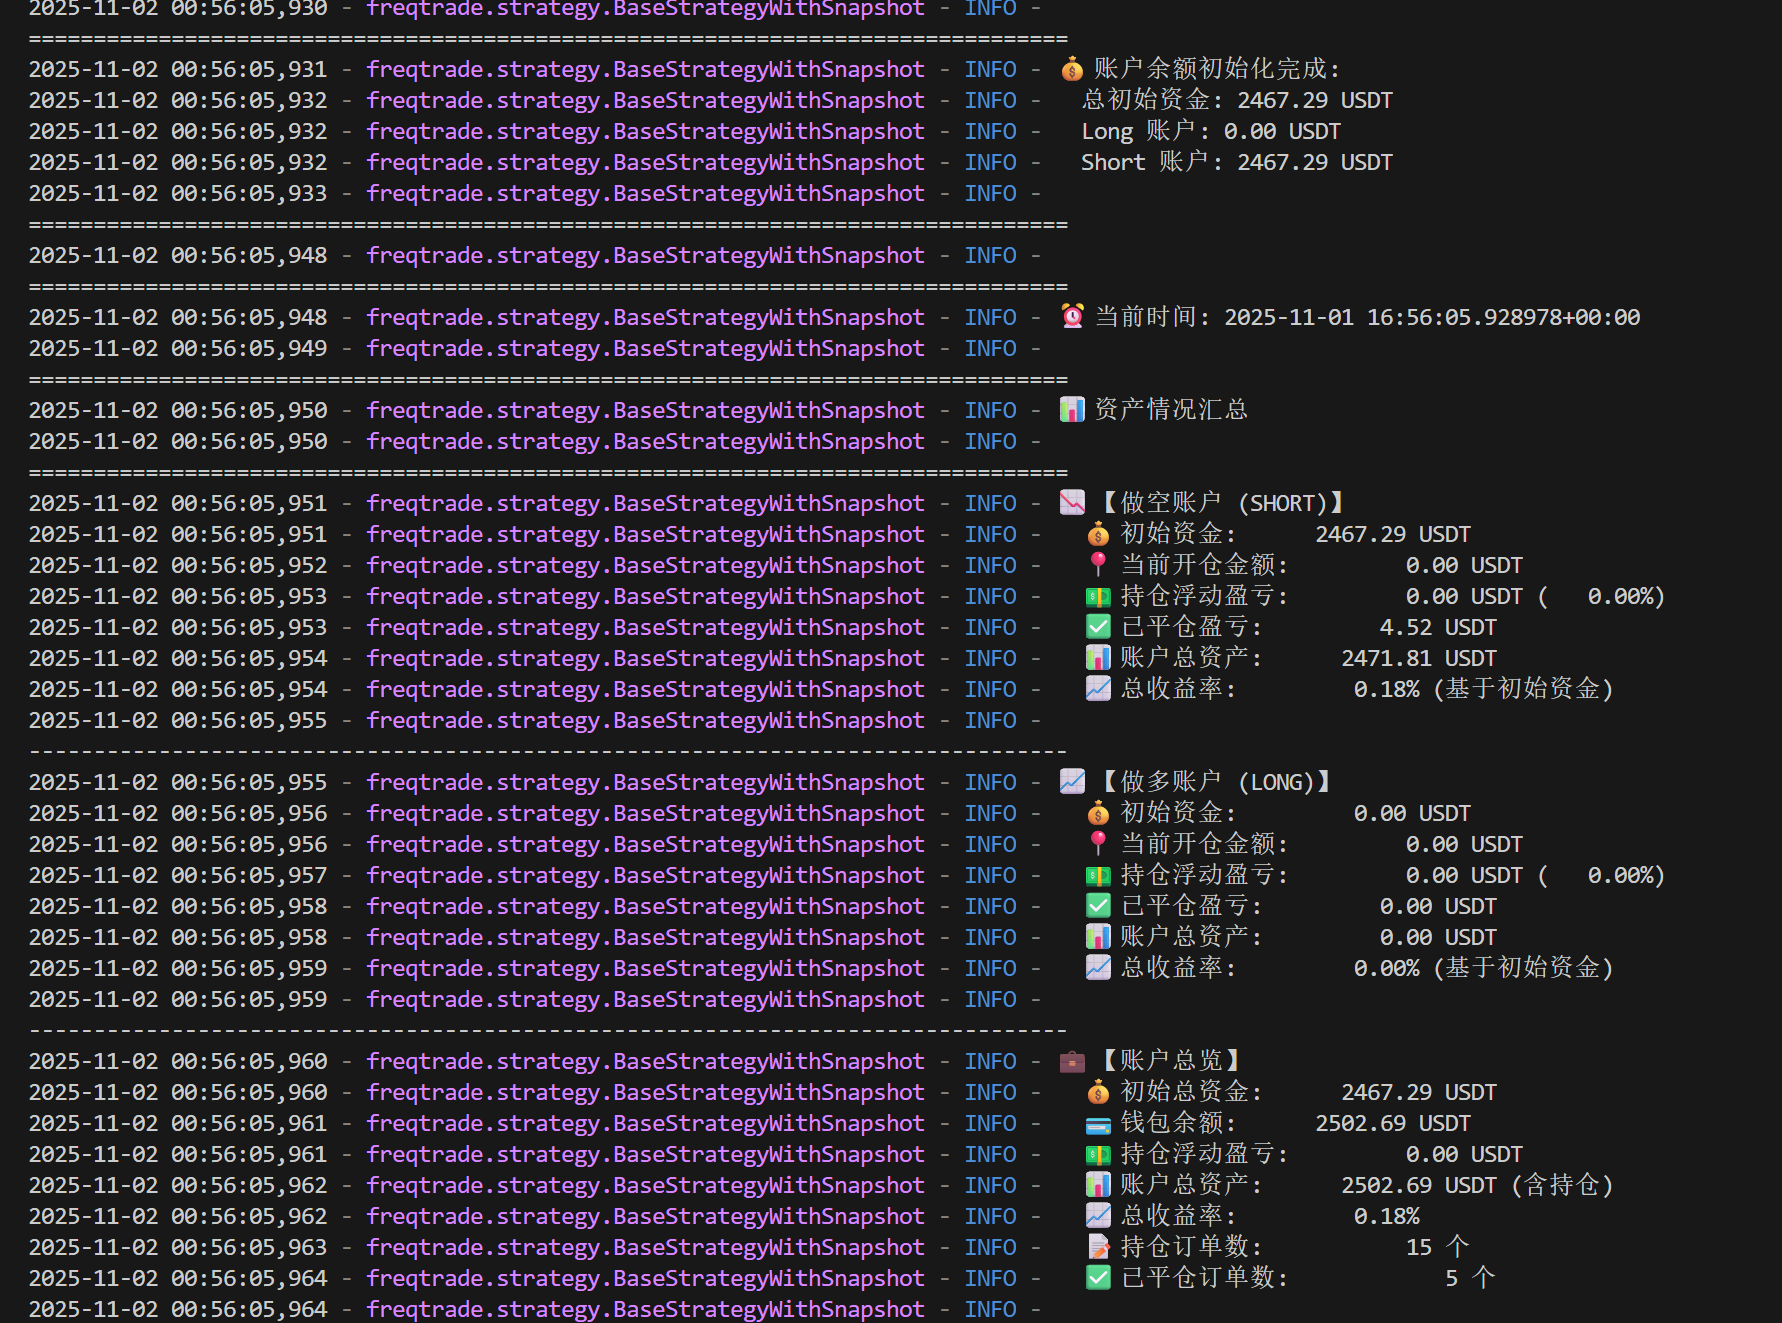 2025-11-02 00:56:05,930 - freqtrade.strategy.BaseStrategyWithSnapshot - INFO -
================================================================================
2025-11-02 00:56:05,931 - freqtrade.strategy.BaseStrategyWithSnapshot - INFO - 💰 账户余额初始化完成:
2025-11-02 00:56:05,932 - freqtrade.strategy.BaseStrategyWithSnapshot - INFO -   总初始资金: 2467.29 USDT
2025-11-02 00:56:05,932 - freqtrade.strategy.BaseStrategyWithSnapshot - INFO -   Long 账户: 0.00 USDT
2025-11-02 00:56:05,932 - freqtrade.strategy.BaseStrategyWithSnapshot - INFO -   Short 账户: 2467.29 USDT
2025-11-02 00:56:05,933 - freqtrade.strategy.BaseStrategyWithSnapshot - INFO -
================================================================================
2025-11-02 00:56:05,948 - freqtrade.strategy.BaseStrategyWithSnapshot - INFO -
================================================================================
2025-11-02 00:56:05,948 - freqtrade.strategy.BaseStrategyWithSnapshot - INFO - ⏰ 当前时间: 2025-11-01 16:56:05.928978+00:00
2025-11-02 00:56:05,949 - freqtrade.strategy.BaseStrategyWithSnapshot - INFO -
================================================================================
2025-11-02 00:56:05,950 - freqtrade.strategy.BaseStrategyWithSnapshot - INFO - 📊 资产情况汇总
2025-11-02 00:56:05,950 - freqtrade.strategy.BaseStrategyWithSnapshot - INFO -
================================================================================
2025-11-02 00:56:05,951 - freqtrade.strategy.BaseStrategyWithSnapshot - INFO - 📉 【做空账户 (SHORT)】
2025-11-02 00:56:05,951 - freqtrade.strategy.BaseStrategyWithSnapshot - INFO -   💰 初始资金:      2467.29 USDT
2025-11-02 00:56:05,952 - freqtrade.strategy.BaseStrategyWithSnapshot - INFO -   📍 当前开仓金额:         0.00 USDT
2025-11-02 00:56:05,953 - freqtrade.strategy.BaseStrategyWithSnapshot - INFO -   💵 持仓浮动盈亏:         0.00 USDT (   0.00%)
2025-11-02 00:56:05,953 - freqtrade.strategy.BaseStrategyWithSnapshot - INFO -   ✅ 已平仓盈亏:         4.52 USDT
2025-11-02 00:56:05,954 - freqtrade.strategy.BaseStrategyWithSnapshot - INFO -   📊 账户总资产:      2471.81 USDT
2025-11-02 00:56:05,954 - freqtrade.strategy.BaseStrategyWithSnapshot - INFO -   📈 总收益率:         0.18% (基于初始资金)
2025-11-02 00:56:05,955 - freqtrade.strategy.BaseStrategyWithSnapshot - INFO -
--------------------------------------------------------------------------------
2025-11-02 00:56:05,955 - freqtrade.strategy.BaseStrategyWithSnapshot - INFO - 📈 【做多账户 (LONG)】
2025-11-02 00:56:05,956 - freqtrade.strategy.BaseStrategyWithSnapshot - INFO -   💰 初始资金:         0.00 USDT
2025-11-02 00:56:05,956 - freqtrade.strategy.BaseStrategyWithSnapshot - INFO -   📍 当前开仓金额:         0.00 USDT
2025-11-02 00:56:05,957 - freqtrade.strategy.BaseStrategyWithSnapshot - INFO -   💵 持仓浮动盈亏:         0.00 USDT (   0.00%)
2025-11-02 00:56:05,958 - freqtrade.strategy.BaseStrategyWithSnapshot - INFO -   ✅ 已平仓盈亏:         0.00 USDT
2025-11-02 00:56:05,958 - freqtrade.strategy.BaseStrategyWithSnapshot - INFO -   📊 账户总资产:         0.00 USDT
2025-11-02 00:56:05,959 - freqtrade.strategy.BaseStrategyWithSnapshot - INFO -   📈 总收益率:         0.00% (基于初始资金)
2025-11-02 00:56:05,959 - freqtrade.strategy.BaseStrategyWithSnapshot - INFO -
--------------------------------------------------------------------------------
2025-11-02 00:56:05,960 - freqtrade.strategy.BaseStrategyWithSnapshot - INFO - 💼 【账户总览】
2025-11-02 00:56:05,960 - freqtrade.strategy.BaseStrategyWithSnapshot - INFO -   💰 初始总资金:      2467.29 USDT
2025-11-02 00:56:05,961 - freqtrade.strategy.BaseStrategyWithSnapshot - INFO -   💳 钱包余额:      2502.69 USDT
2025-11-02 00:56:05,961 - freqtrade.strategy.BaseStrategyWithSnapshot - INFO -   💵 持仓浮动盈亏:         0.00 USDT
2025-11-02 00:56:05,962 - freqtrade.strategy.BaseStrategyWithSnapshot - INFO -   📊 账户总资产:      2502.69 USDT (含持仓)
2025-11-02 00:56:05,962 - freqtrade.strategy.BaseStrategyWithSnapshot - INFO -   📈 总收益率:         0.18%
2025-11-02 00:56:05,963 - freqtrade.strategy.BaseStrategyWithSnapshot - INFO -   📝 持仓订单数:           15 个
2025-11-02 00:56:05,964 - freqtrade.strategy.BaseStrategyWithSnapshot - INFO -   ✅ 已平仓订单数:            5 个
2025-11-02 00:56:05,964 - freqtrade.strategy.BaseStrategyWithSnapshot - INFO -